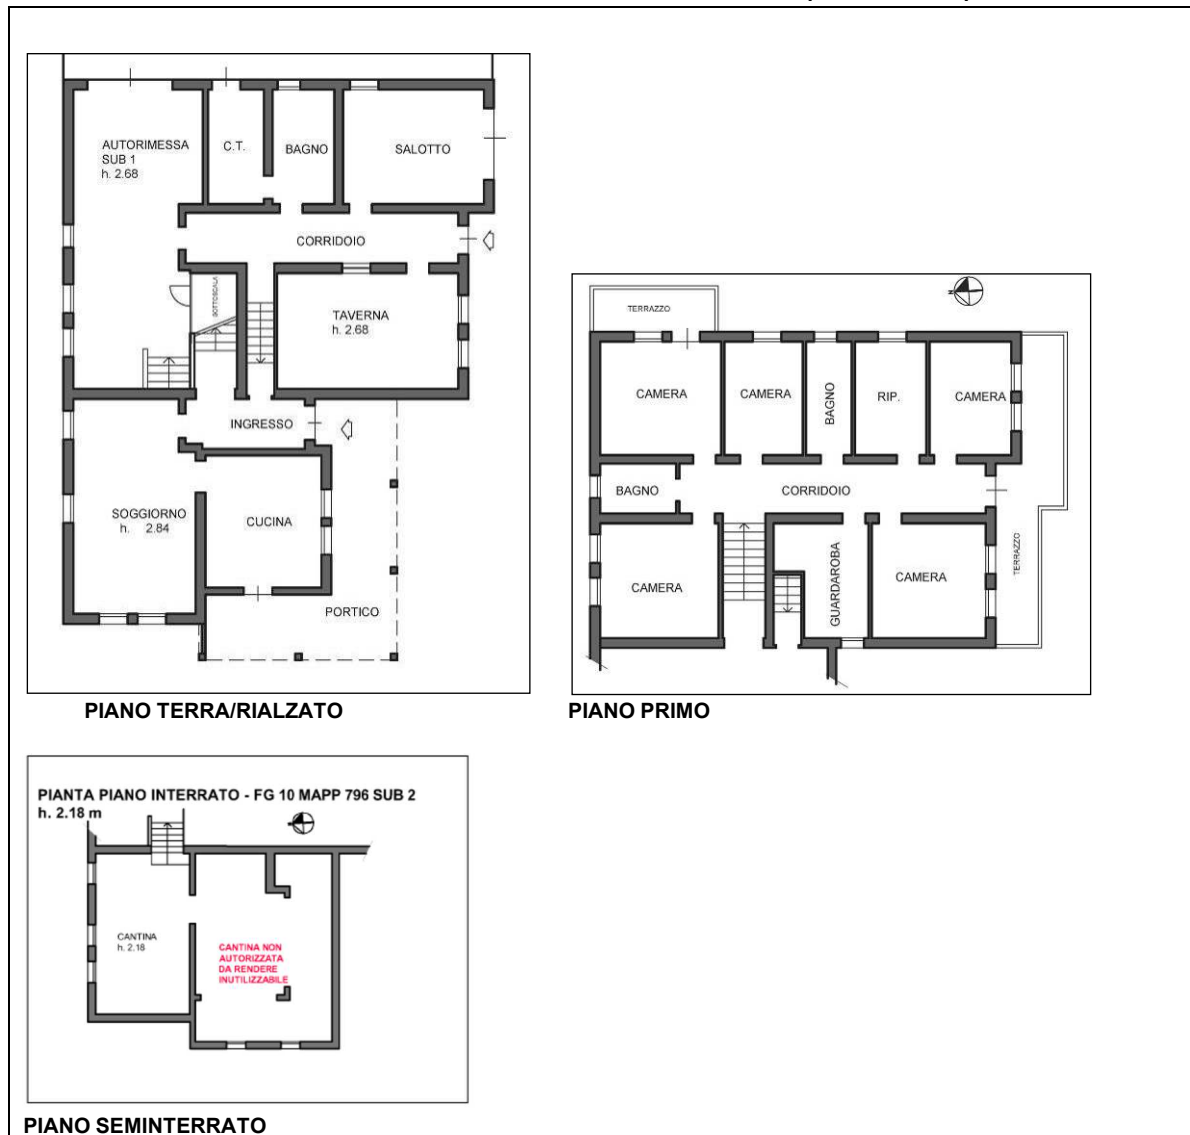 AUTORIMESSA
SUB 1
h. 2.68
C.T.
BAGNO
SALOTTO
CORRIDOIO
SOTTOSCALA
TAVERNA
h. 2.68
INGRESSO
SOGGIORNO
h. 2.84
CUCINA
PORTICO
PIANO TERRA/RIALZATO
N
TERRAZZO
CAMERA
CAMERA
BAGNO
RIP.
CAMERA
BAGNO
CORRIDOIO
CAMERA
GUARDAROBA
CAMERA
TERRAZZO
PIANO PRIMO
PIANTA PIANO INTERRATO - FG 10 MAPP 796 SUB 2
h. 2.18 m
CANTINA
h. 2.18
CANTINA NON
AUTORIZZATA
DA RENDERE
INUTILIZZABILE
PIANO SEMINTERRATO